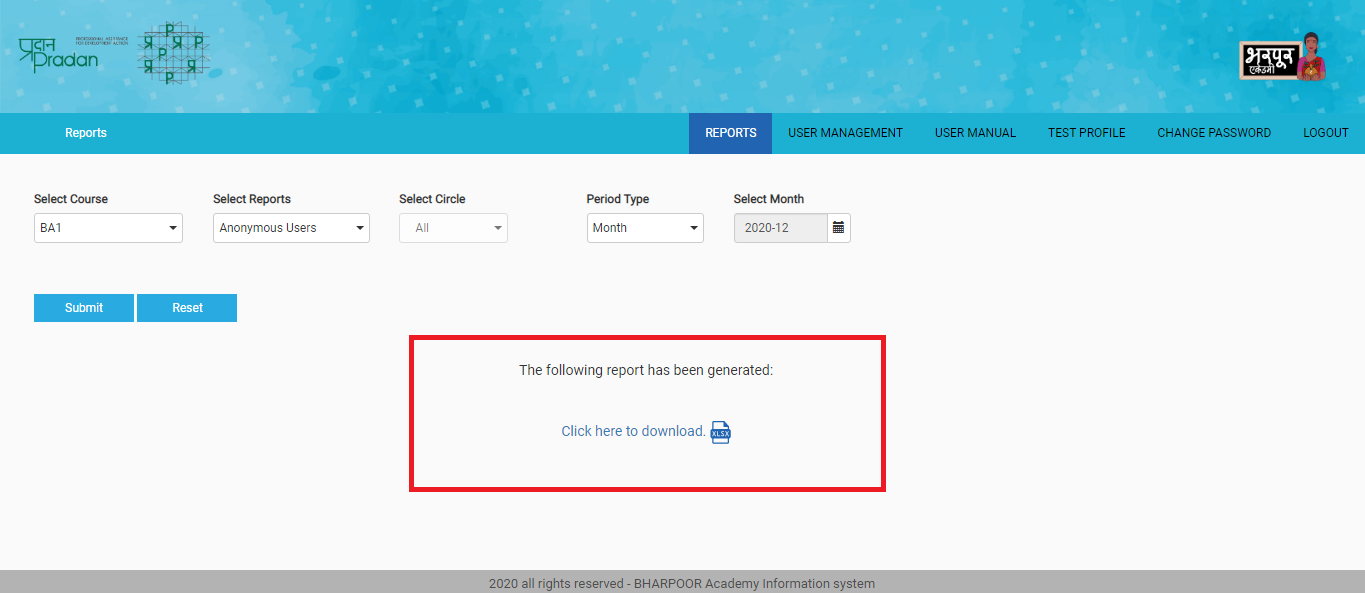 प्रदान
Pradan
PROFESSIONAL ASSISTANCE
FOR DEVELOPMENT ACTION
भरपूर
एकेडमी
Reports
REPORTS
USER MANAGEMENT
USER MANUAL
TEST PROFILE
CHANGE PASSWORD
LOGOUT
Select Course
Select Reports
Select Circle
Period Type
Select Month
BA1
Anonymous Users
All
Month
2020-12
Submit
Reset
The following report has been generated:
Click here to download.
XLSX
2020 all rights reserved - BHARPOOR Academy Information system